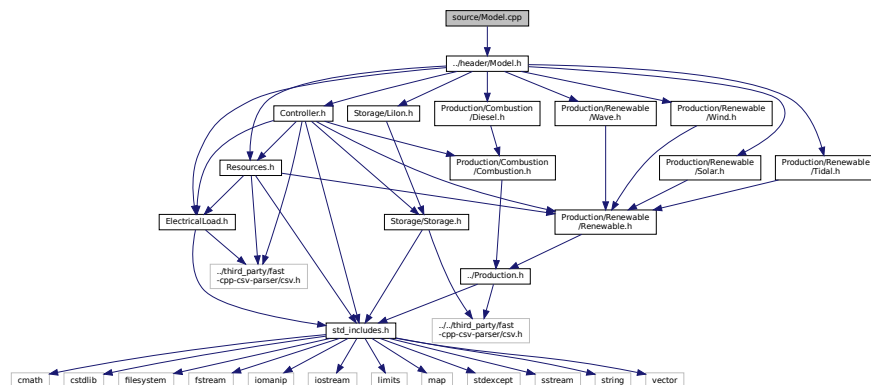 source/Model.cpp
../header/Model.h
Controller.h
Storage/LiIon.h
Production/Combustion
/Diesel.h
Production/Renewable
/Wave.h
Production/Renewable
/Wind.h
Resources.h
Production/Combustion
/Combustion.h
Production/Renewable
/Solar.h
Production/Renewable
/Tidal.h
ElectricalLoad.h
Storage/Storage.h
Production/Renewable
/Renewable.h
../third_party/fast
-cpp-csv-parser/csv.h
../Production.h
std_includes.h
../../third_party/fast
-cpp-csv-parser/csv.h
cmath
cstdlib
filesystem
fstream
iomanip
iostream
limits
map
stdexcept
sstream
string
vector